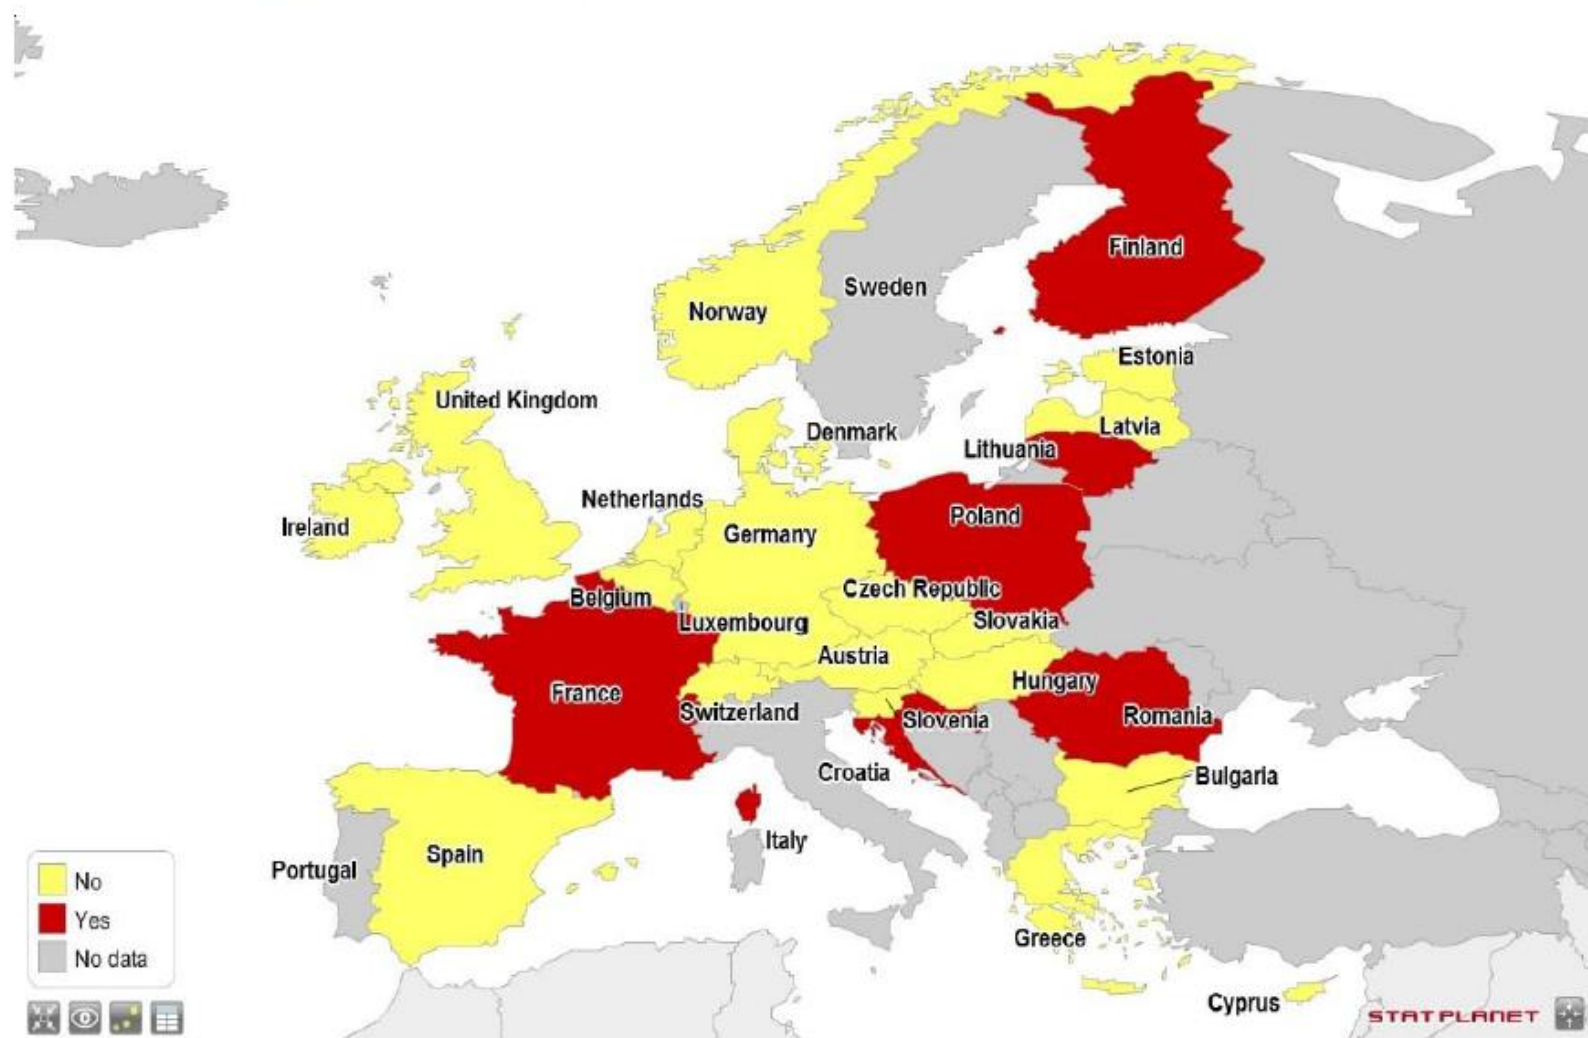 Finland
Sweden
Norway
Estonia
United Kingdom
Latvia
Denmark
Lithuania
Netherlands
Poland
Ireland
Germany
Czech Republic
Belgium
Slovakia
Luxembourg
Austria
Hungary
France
Switzerland
Slovenia
Romania
Croatia
Bulgaria
Italy
Spain
Portugal
Greece
Cyprus
No
Yes
No data
STATPLANET